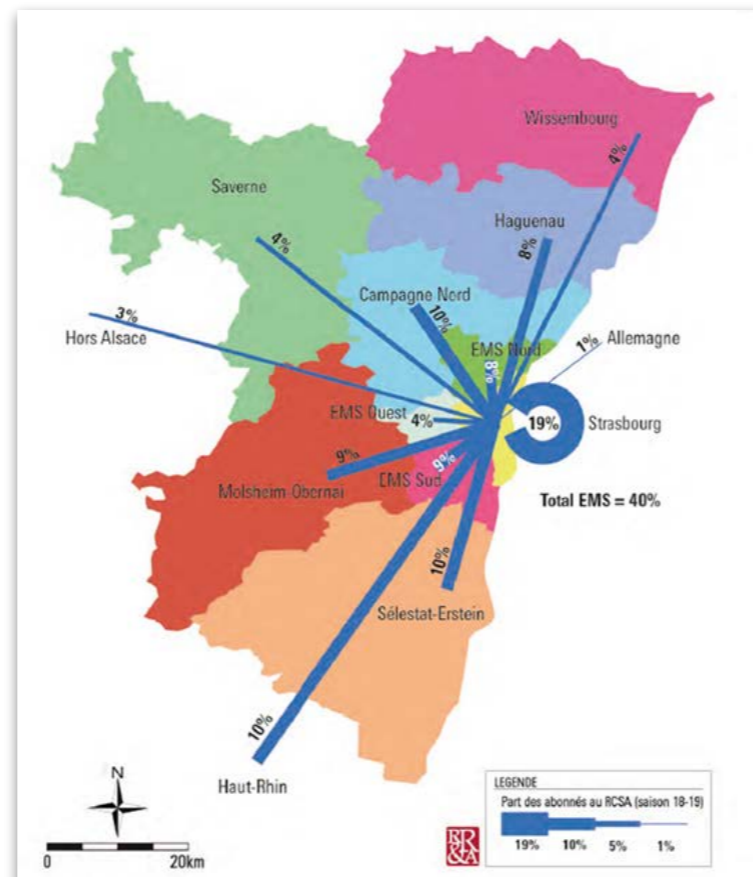 Wissembourg
4%
Saverne
Haguenau
8%
4%
Campagne Nord
10%
3%
Hors Alsace
EMS Nord
8%
1%
Allemagne
EMS Ouest
4%
19%
Strasbourg
9%
EMS Sud
9%
Molsheim-Obernai
Total EMS = 40%
10%
Sélestat-Erstein
10%
Haut-Rhin
N
0
20km
LEGENDE
Part des abonnés au RCSA (saison 18-19)
19%
10%
5%
1%